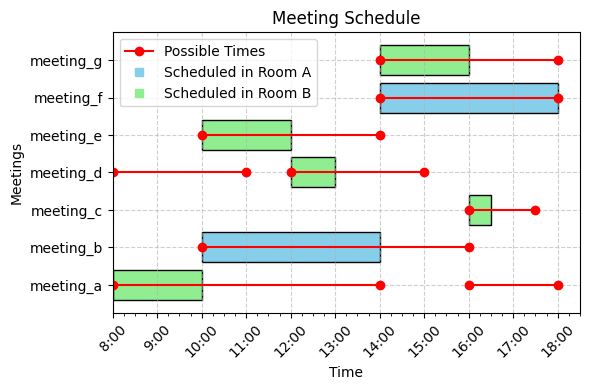 Meeting Schedule
Possible Times
Scheduled in Room A
Scheduled in Room B
meeting_g
meeting_f
meeting_e
meeting_d
meeting_c
meeting_b
meeting_a
Meetings
8:00
9:00
10:00
11:00
12:00
13:00
14:00
15:00
16:00
17:00
18:00
Time